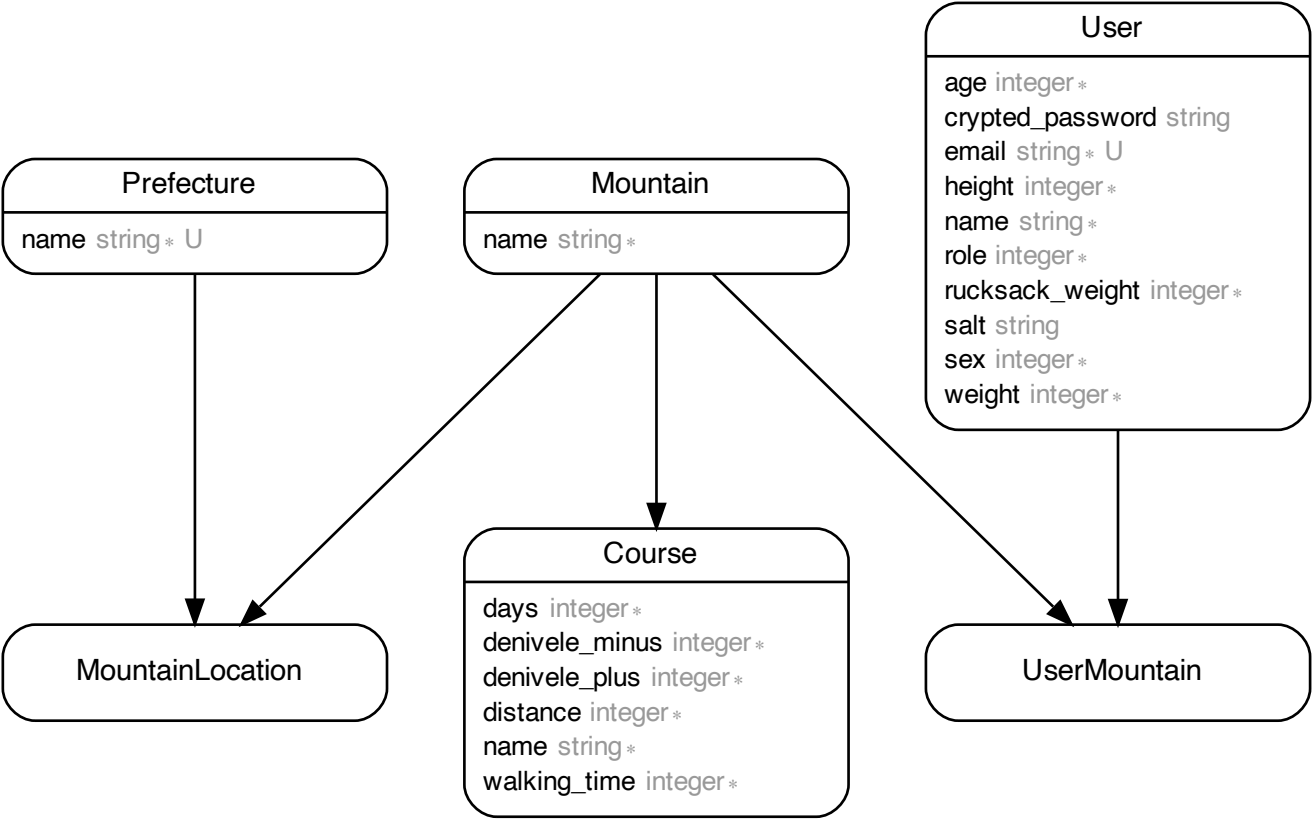 User
age integer *
crypted_password string
email string * U
height integer *
name string *
role integer *
rucksack_weight integer *
salt string
sex integer *
weight integer *
Prefecture
name string * U
Mountain
name string *
MountainLocation
Course
days integer *
denivele_minus integer *
denivele_plus integer *
distance integer *
name string *
walking_time integer *
UserMountain